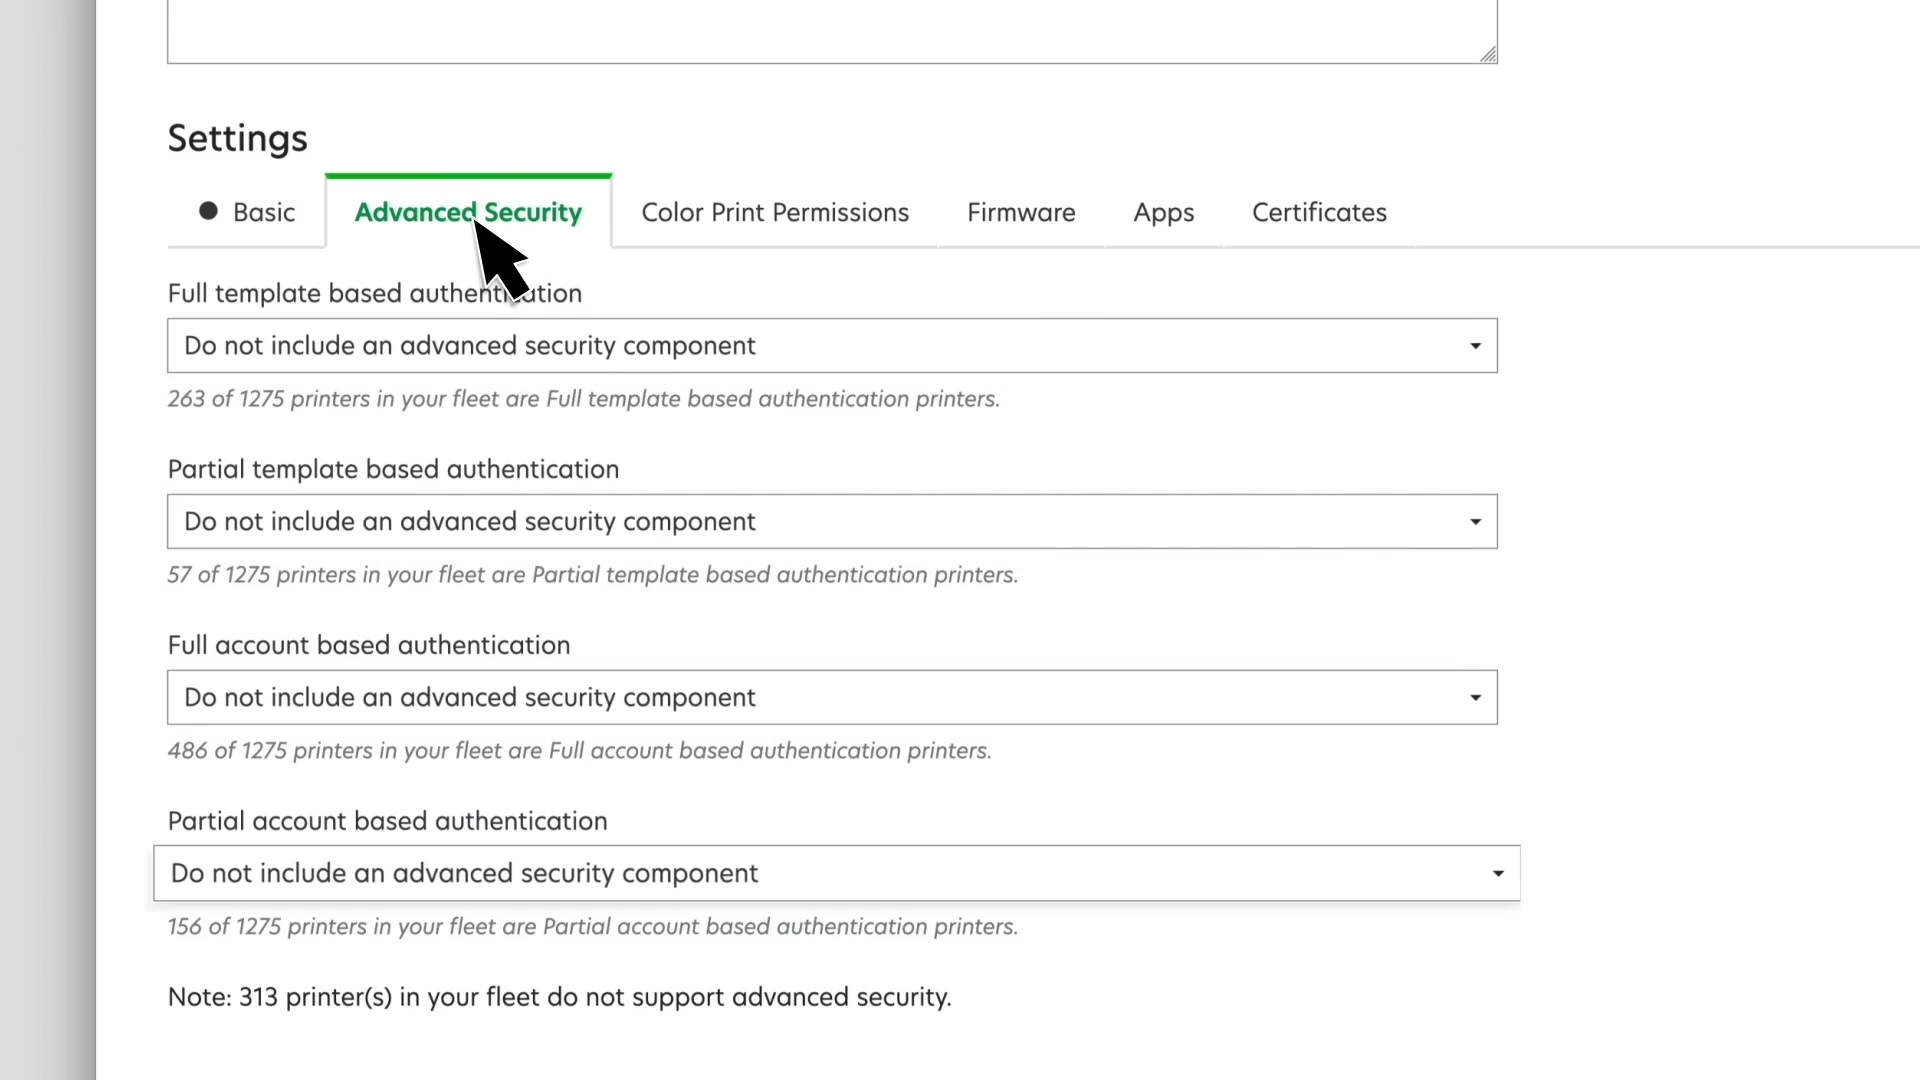 Settings
Basic Advanced Security Color Print Permissions Firmware Apps Certificates
Full template based authentication
Do not include an advanced security component
263 of 1275 printers in your fleet are Full template based authentication printers.
Partial template based authentication
Do not include an advanced security component
57 of 1275 printers in your fleet are Partial template based authentication printers.
Full account based authentication
Do not include an advanced security component
486 of 1275 printers in your fleet are Full account based authentication printers.
Partial account based authentication
Do not include an advanced security component
156 of 1275 printers in your fleet are Partial account based authentication printers.
Note: 313 printer(s) in your fleet do not support advanced security.